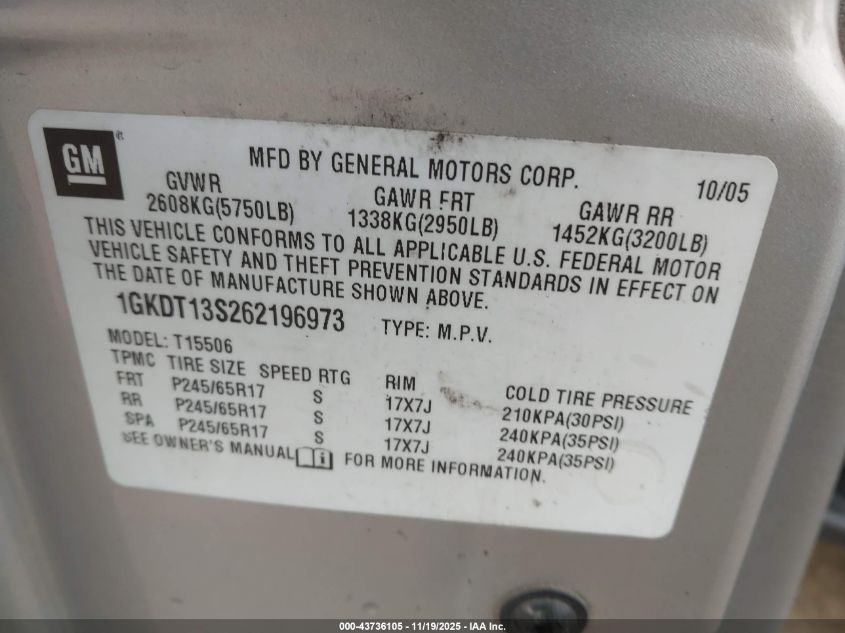 GM
MFD BY GENERAL MOTORS CORP. 10/05
GVWR GAWR FRT GAWR RR
2608KG(5750LB) 1338KG(2950LB) 1452KG(3200LB)
THIS VEHICLE CONFORMS TO ALL APPLICABLE U.S. FEDERAL MOTOR
VEHICLE SAFETY AND THEFT PREVENTION STANDARDS IN EFFECT ON
THE DATE OF MANUFACTURE SHOWN ABOVE.
1GKDT13S262196973 TYPE: M.P.V.
MODEL: T15506
TPMC TIRE SIZE SPEED RTG RIM COLD TIRE PRESSURE
FRT P245/65R17 S 17X7J 210KPA(30PSI)
RR P245/65R17 S 17X7J 240KPA(35PSI)
SPA P245/65R17 S 17X7J 240KPA(35PSI)
SEE OWNER'S MANUAL i FOR MORE INFORMATION.
000-43736105 - 11/19/2025 - IAA Inc.